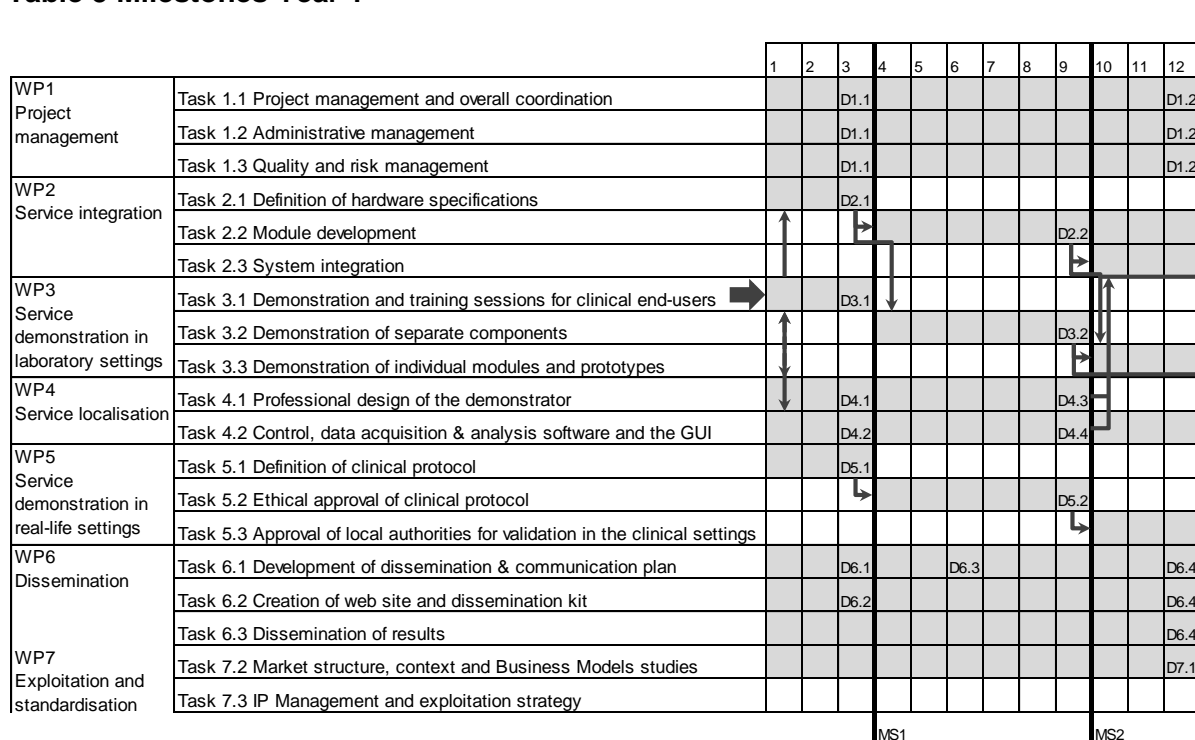 1 2 3 4 5 6 7 8 9 10 11 12
WP1
Project
management
Task 1.1 Project management and overall coordination D1.1 D1.2
Task 1.2 Administrative management D1.1 D1.2
Task 1.3 Quality and risk management D1.1 D1.2
WP2
Service integration
Task 2.1 Definition of hardware specifications D2.1
Task 2.2 Module development D2.2
Task 2.3 System integration
WP3
Service
demonstration in
laboratory settings
Task 3.1 Demonstration and training sessions for clinical end-users D3.1
Task 3.2 Demonstration of separate components D3.2
Task 3.3 Demonstration of individual modules and prototypes
WP4
Service localisation
Task 4.1 Professional design of the demonstrator D4.1 D4.3
Task 4.2 Control, data acquisition & analysis software and the GUI D4.2 D4.4
WP5
Service
demonstration in
real-life settings
Task 5.1 Definition of clinical protocol D5.1
Task 5.2 Ethical approval of clinical protocol D5.2
Task 5.3 Approval of local authorities for validation in the clinical settings
WP6
Dissemination
Task 6.1 Development of dissemination & communication plan D6.1 D6.3 D6.4
Task 6.2 Creation of web site and dissemination kit D6.2 D6.4
Task 6.3 Dissemination of results D6.4
WP7
Exploitation and
standardisation
Task 7.2 Market structure, context and Business Models studies D7.1
Task 7.3 IP Management and exploitation strategy
MS1 MS2